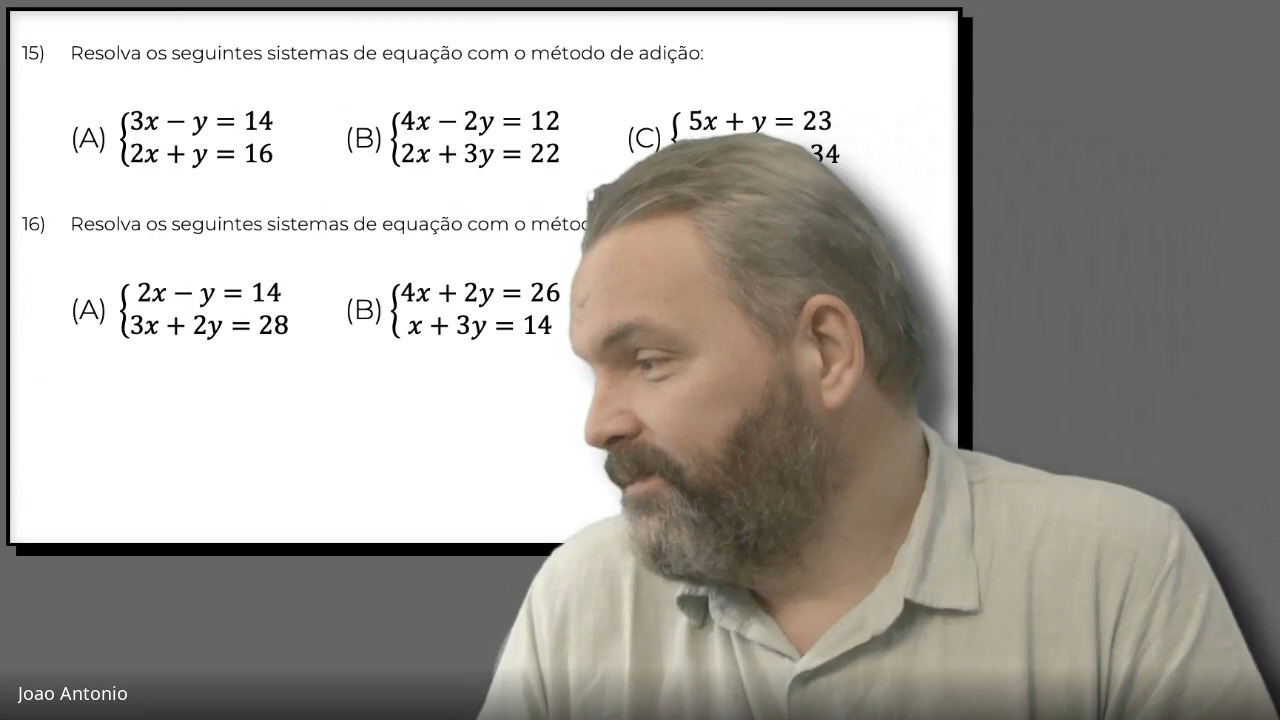 15) Resolva os seguintes sistemas de equação com o método de adição:
(A) {3x − y = 14 (B) {4x − 2y = 12 (C) { 5x + y = 23
2x + y = 16 2x + 3y = 22 34
16) Resolva os seguintes sistemas de equação com o
(A) { 2x − y = 14 (B) {4x + 2y = 26
3x + 2y = 28 x + 3y = 14
Joao Antonio